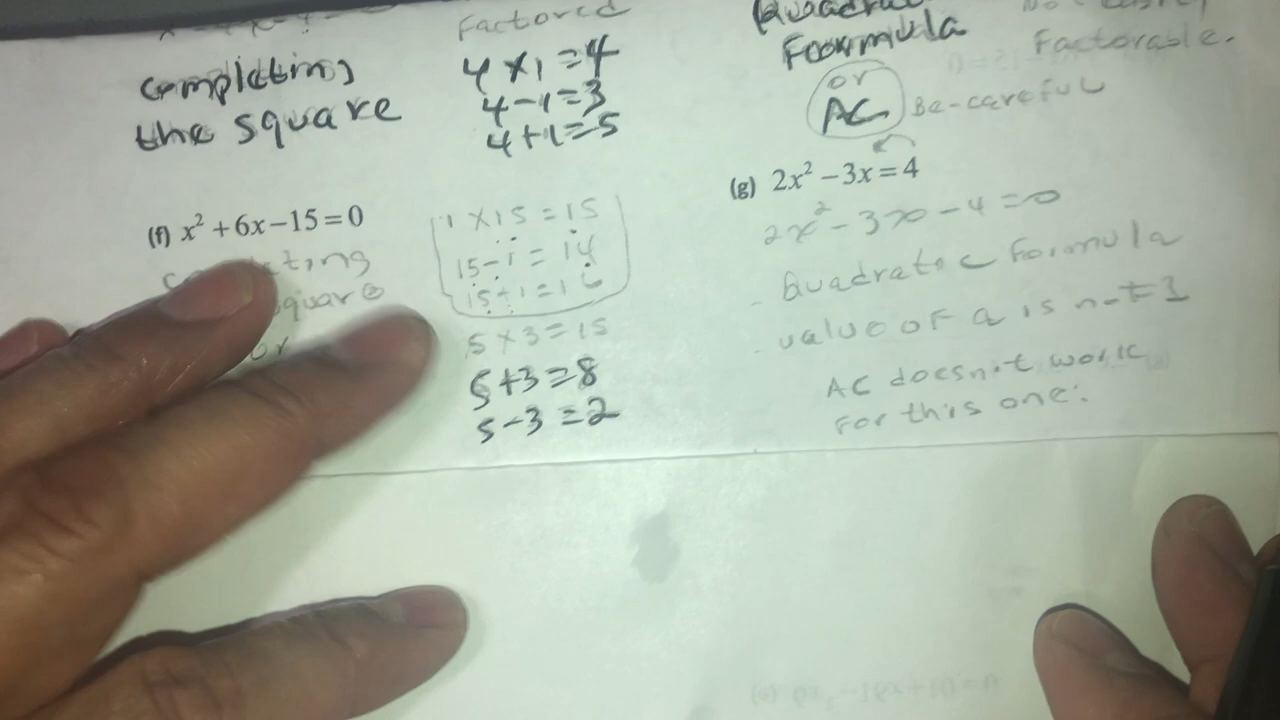 Factored
4 × 1 = 4
4 - 1 = 3
4 + 1 = 5
completing
the square
Formula
or
AC
Be-careful
Factorable.
(f) x² + 6x − 15 = 0
or
1 × 15 = 15
15 - 1 = 14
15 + 1 = 16
5 × 3 = 15
5 + 3 = 8
5 - 3 = 2
(g) 2x² − 3x = 4
2x² - 3x - 4 = 0
- Quadratic Formula
- value of a is not 1
AC doesn't work
For this one.